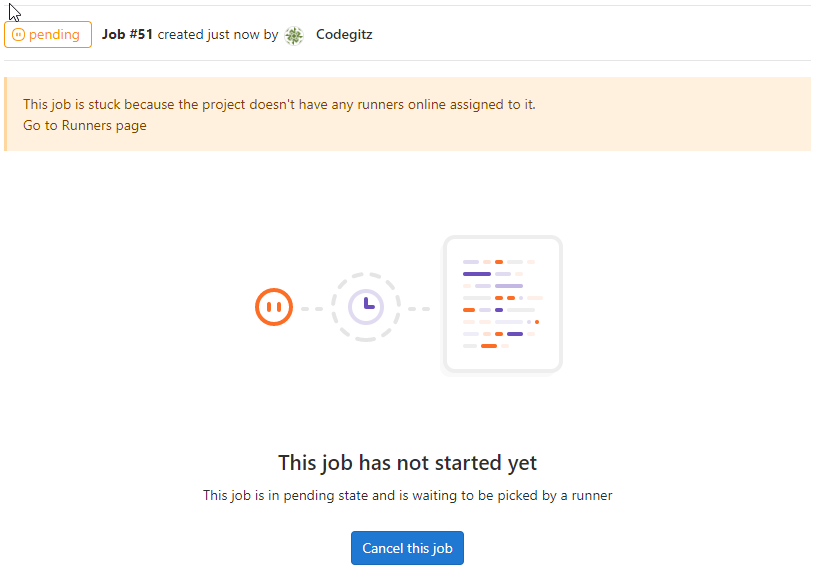 pending Job #51 created just now by Codegitz
This job is stuck because the project doesn't have any runners online assigned to it.
Go to Runners page
This job has not started yet
This job is in pending state and is waiting to be picked by a runner
Cancel this job